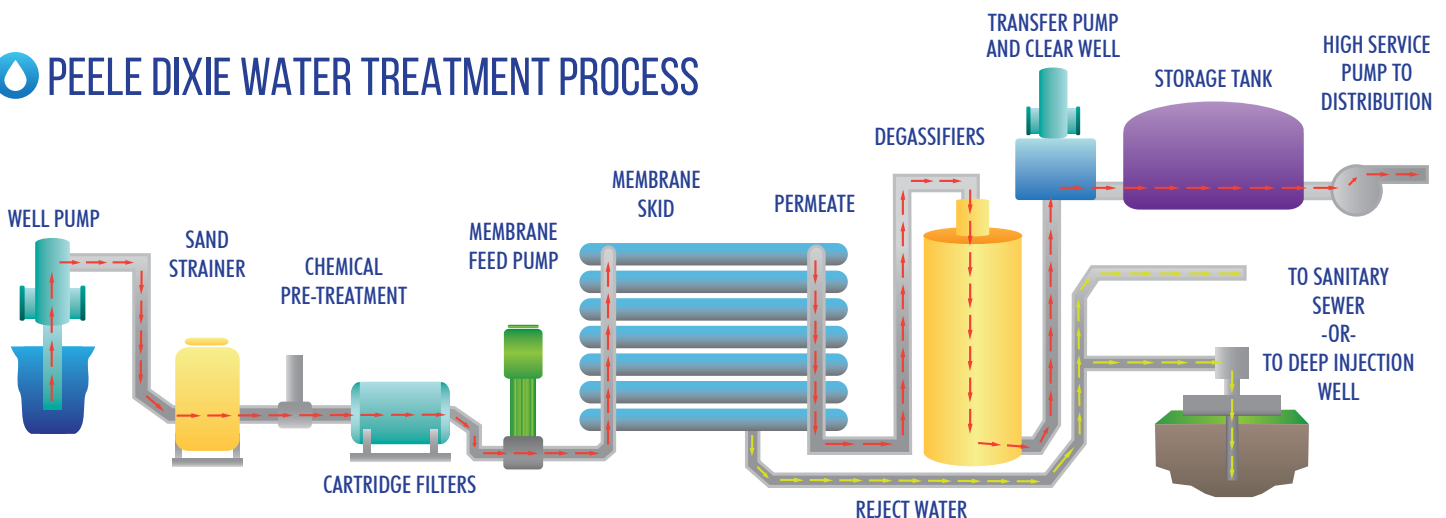 PEELE DIXIE WATER TREATMENT PROCESS
WELL PUMP
SAND
STRAINER
CHEMICAL
PRE-TREATMENT
CARTRIDGE FILTERS
MEMBRANE
FEED PUMP
MEMBRANE
SKID
PERMEATE
DEGASSIFIERS
TRANSFER PUMP
AND CLEAR WELL
STORAGE TANK
HIGH SERVICE
PUMP TO
DISTRIBUTION
TO SANITARY
SEWER
-OR-
TO DEEP INJECTION
WELL
REJECT WATER